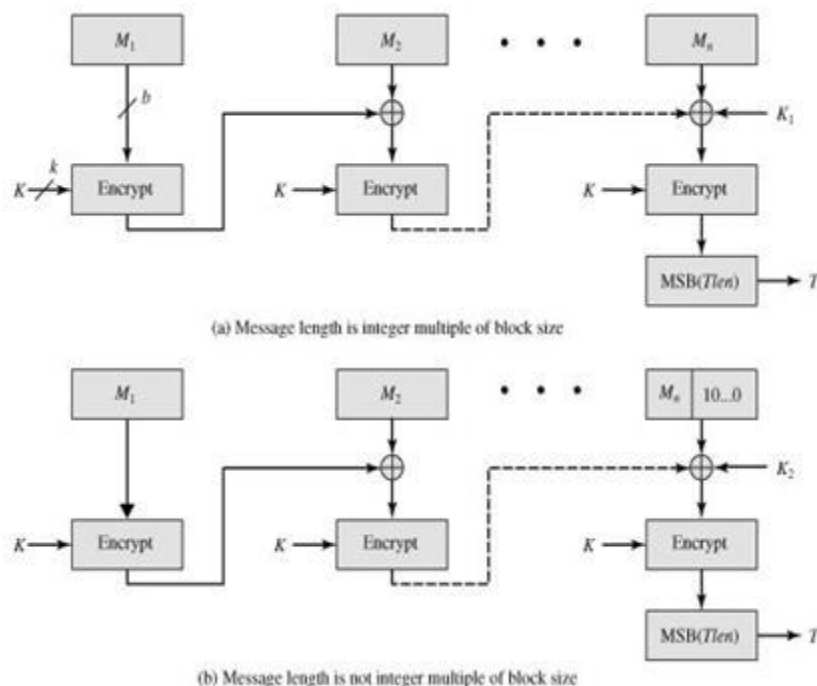 M1 M2 • • • Mn
b
K1
k
K Encrypt K Encrypt K Encrypt
MSB(Tlen) T
(a) Message length is integer multiple of block size
M1 M2 • • • Mn 10...0
K2
K Encrypt K Encrypt K Encrypt
MSB(Tlen) T
(b) Message length is not integer multiple of block size